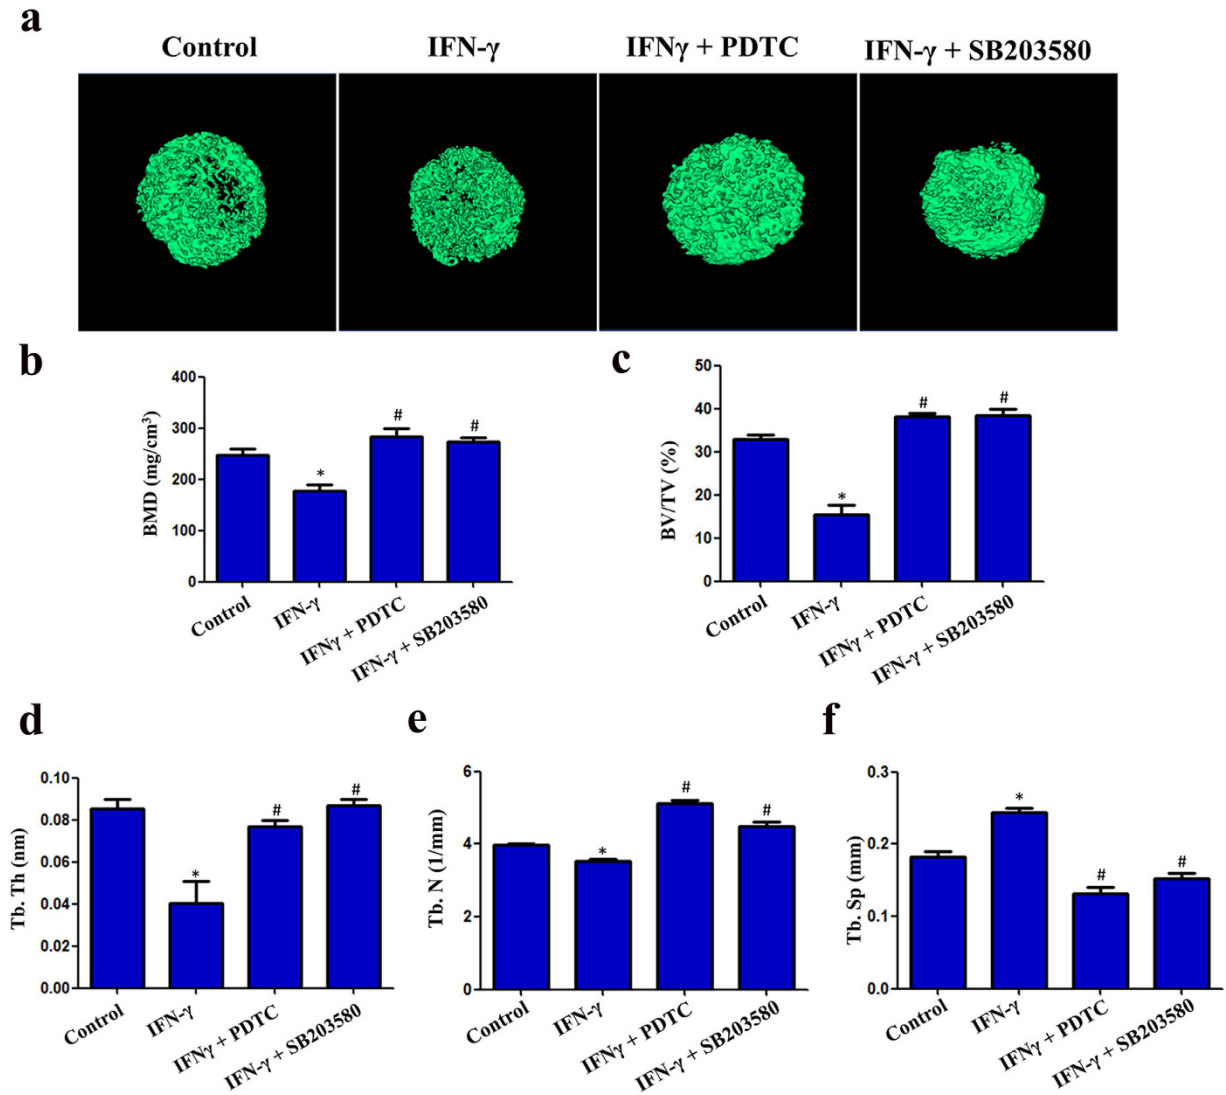 a
Control
IFN-γ
IFNγ + PDTC
IFN-γ + SB203580
b
BMD (mg/cm³)
400
300
200
100
0
*
#
#
Control
IFN-γ
IFNγ + PDTC
IFN-γ + SB203580
c
BV/TV (%)
50
40
30
20
10
0
*
#
#
Control
IFN-γ
IFNγ + PDTC
IFN-γ + SB203580
d
Tb. Th (nm)
0.10
0.08
0.06
0.04
0.02
0.00
*
#
#
Control
IFN-γ
IFNγ + PDTC
IFN-γ + SB203580
e
Tb. N (1/mm)
6
4
2
0
*
#
#
Control
IFN-γ
IFNγ + PDTC
IFN-γ + SB203580
f
Tb. Sp (mm)
0.3
0.2
0.1
0.0
*
#
#
Control
IFN-γ
IFNγ + PDTC
IFN-γ + SB203580